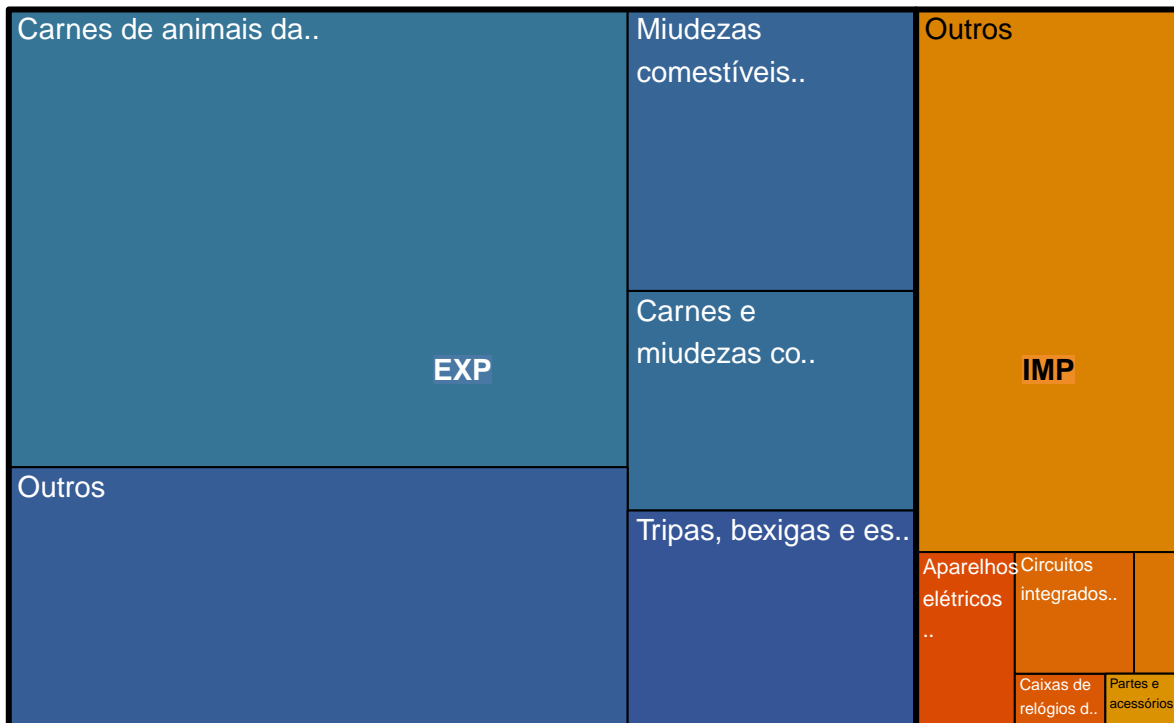 Carnes de animais da..
Miudezas
comestíveis..
Outros
Carnes e
miudezas co..
EXP
IMP
Outros
Tripas, bexigas e es..
Aparelhos
elétricos
..
Circuitos
integrados..
Caixas de
relógios d..
Partes e
acessórios